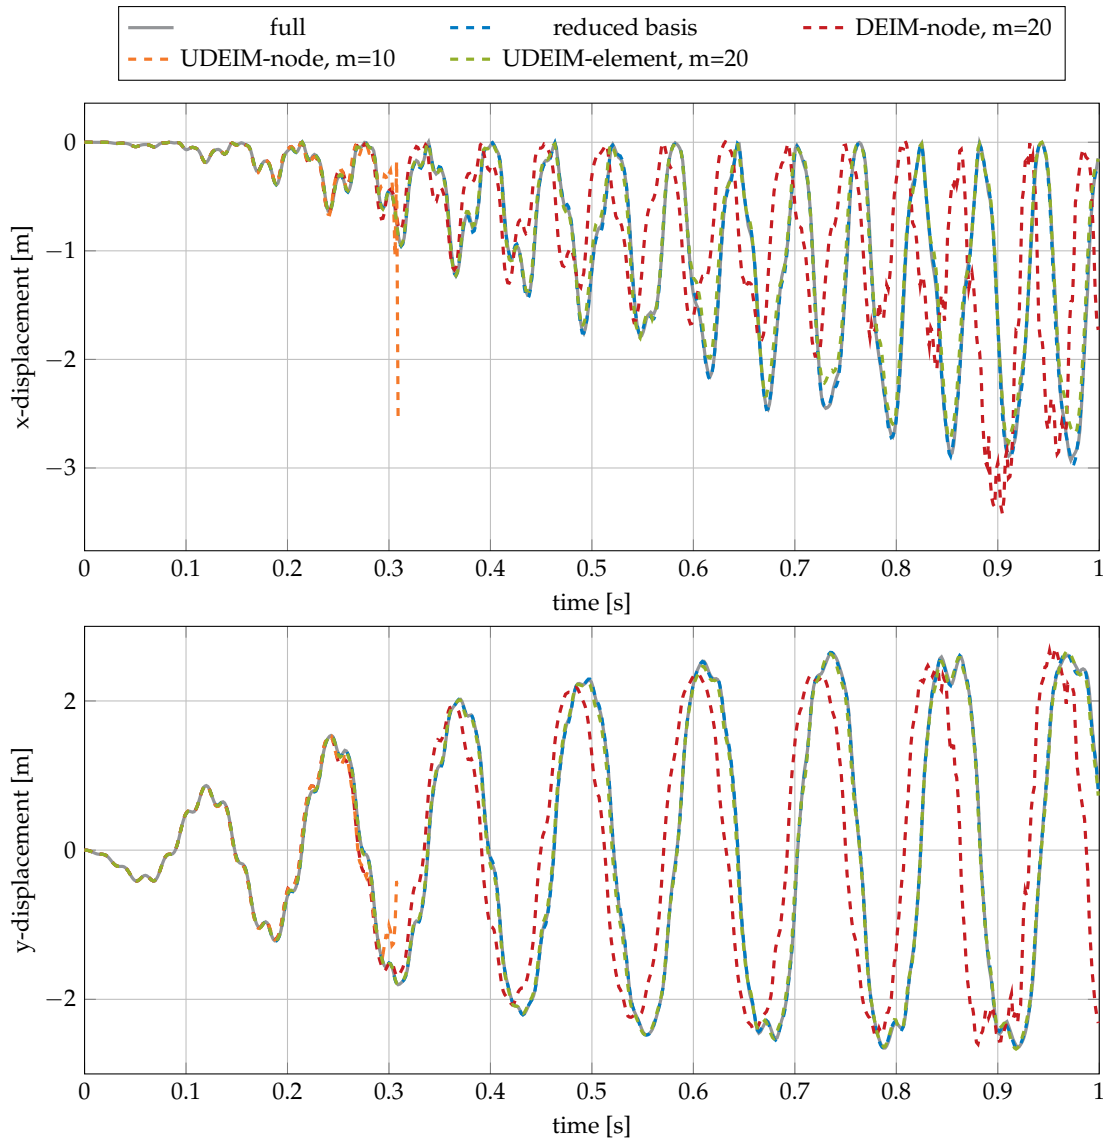 full reduced basis DEIM-node, m=20
UDEIM-node, m=10 UDEIM-element, m=20
0
−1
−2
−3
x-displacement [m]
0 0.1 0.2 0.3 0.4 0.5 0.6 0.7 0.8 0.9 1
time [s]
2
0
−2
y-displacement [m]
0 0.1 0.2 0.3 0.4 0.5 0.6 0.7 0.8 0.9 1
time [s]